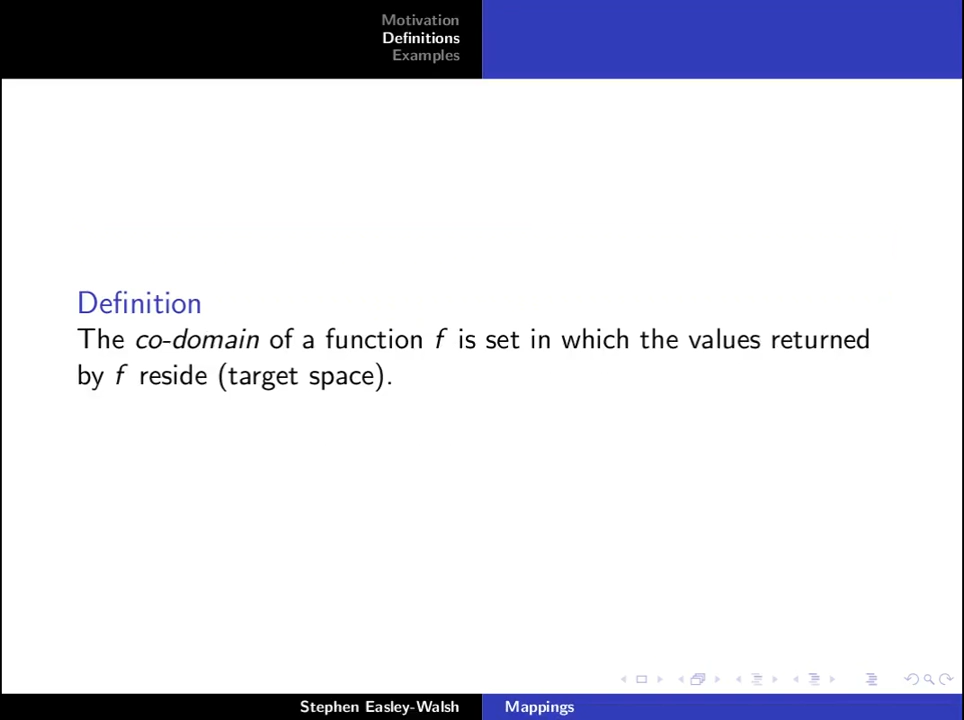 Motivation
Definitions
Examples
Definition
The co-domain of a function f is set in which the values returned
by f reside (target space).
Stephen Easley-Walsh
Mappings